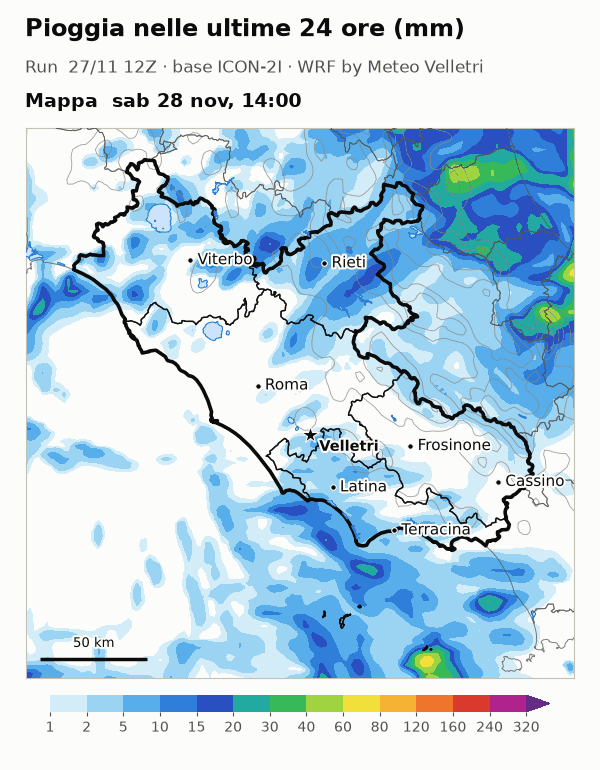 Pioggia nelle ultime 24 ore (mm)
Run  27/11 12Z · base ICON-2I · WRF by Meteo Velletri
Mappa  sab 28 nov, 14:00
Viterbo
Rieti
Roma
Velletri
Frosinone
Latina
Cassino
Terracina
50 km
1 2 5 10 15 20 30 40 60 80 120 160 240 320